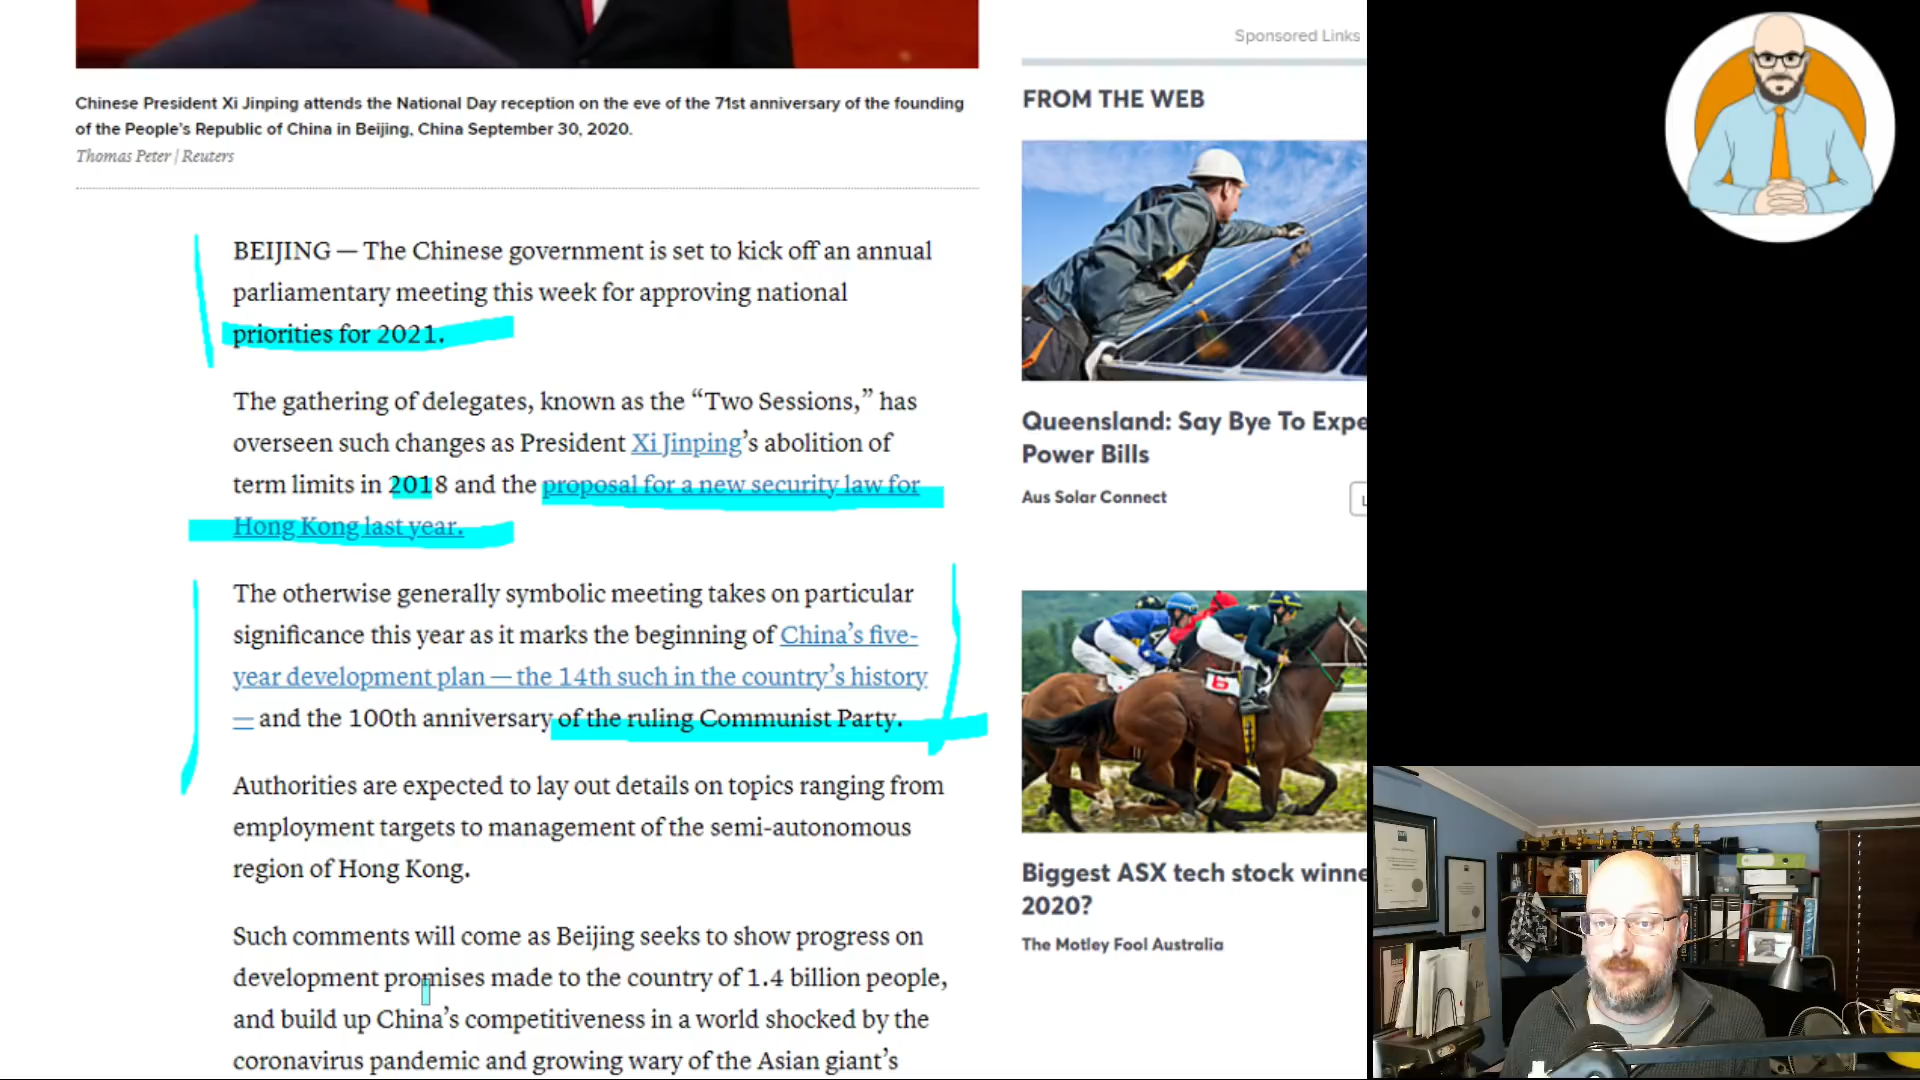 Chinese President Xi Jinping attends the National Day reception on the eve of the 71st anniversary of the founding
of the People's Republic of China in Beijing, China September 30, 2020.
Thomas Peter | Reuters
BEIJING — The Chinese government is set to kick off an annual
parliamentary meeting this week for approving national
priorities for 2021.
The gathering of delegates, known as the “Two Sessions,” has
overseen such changes as President Xi Jinping’s abolition of
term limits in 2018 and the proposal for a new security law for
Hong Kong last year.
The otherwise generally symbolic meeting takes on particular
significance this year as it marks the beginning of China’s five-
year development plan — the 14th such in the country’s history
— and the 100th anniversary of the ruling Communist Party.
Authorities are expected to lay out details on topics ranging from
employment targets to management of the semi-autonomous
region of Hong Kong.
Such comments will come as Beijing seeks to show progress on
development promises made to the country of 1.4 billion people,
and build up China’s competitiveness in a world shocked by the
coronavirus pandemic and growing wary of the Asian giant’s
Sponsored Links
FROM THE WEB
Queensland: Say Bye To Expe
Power Bills
Aus Solar Connect
L
6
Biggest ASX tech stock winne
2020?
The Motley Fool Australia